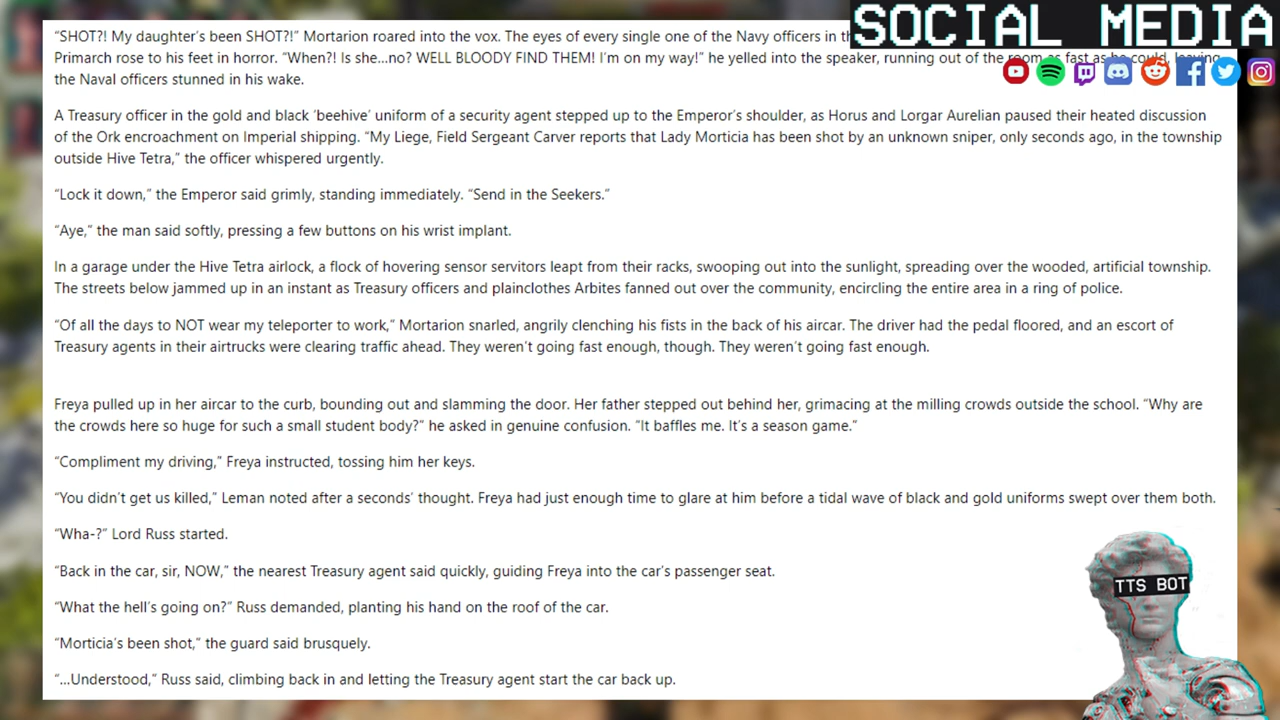 SOCIAL MEDIA
“SHOT?! My daughter’s been SHOT?!” Mortarion roared into the vox. The eyes of every single one of the Navy officers in
Primarch rose to his feet in horror. “When?! Is she…no? WELL BLOODY FIND THEM! I’m on my way!” he yelled into the speaker, running out of the room as fast as he could, leaving
the Naval officers stunned in his wake.
A Treasury officer in the gold and black ‘beehive’ uniform of a security agent stepped up to the Emperor’s shoulder, as Horus and Lorgar Aurelian paused their heated discussion
of the Ork encroachment on Imperial shipping. “My Liege, Field Sergeant Carver reports that Lady Morticia has been shot by an unknown sniper, only seconds ago, in the township
outside Hive Tetra,” the officer whispered urgently.
“Lock it down,” the Emperor said grimly, standing immediately. “Send in the Seekers.”
“Aye,” the man said softly, pressing a few buttons on his wrist implant.
In a garage under the Hive Tetra airlock, a flock of hovering sensor servitors leapt from their racks, swooping out into the sunlight, spreading over the wooded, artificial township.
The streets below jammed up in an instant as Treasury officers and plainclothes Arbites fanned out over the community, encircling the entire area in a ring of police.
“Of all the days to NOT wear my teleporter to work,” Mortarion snarled, angrily clenching his fists in the back of his aircar. The driver had the pedal floored, and an escort of
Treasury agents in their airtrucks were clearing traffic ahead. They weren’t going fast enough, though. They weren’t going fast enough.
Freya pulled up in her aircar to the curb, bounding out and slamming the door. Her father stepped out behind her, grimacing at the milling crowds outside the school. “Why are
the crowds here so huge for such a small student body?” he asked in genuine confusion. “It baffles me. It’s a season game.”
“Compliment my driving,” Freya instructed, tossing him her keys.
“You didn’t get us killed,” Leman noted after a seconds’ thought. Freya had just enough time to glare at him before a tidal wave of black and gold uniforms swept over them both.
“Wha-?” Lord Russ started.
“Back in the car, sir, NOW,” the nearest Treasury agent said quickly, guiding Freya into the car’s passenger seat.
“What the hell’s going on?” Russ demanded, planting his hand on the roof of the car.
“Morticia’s been shot,” the guard said brusquely.
“…Understood,” Russ said, climbing back in and letting the Treasury agent start the car back up.
TTS BOT